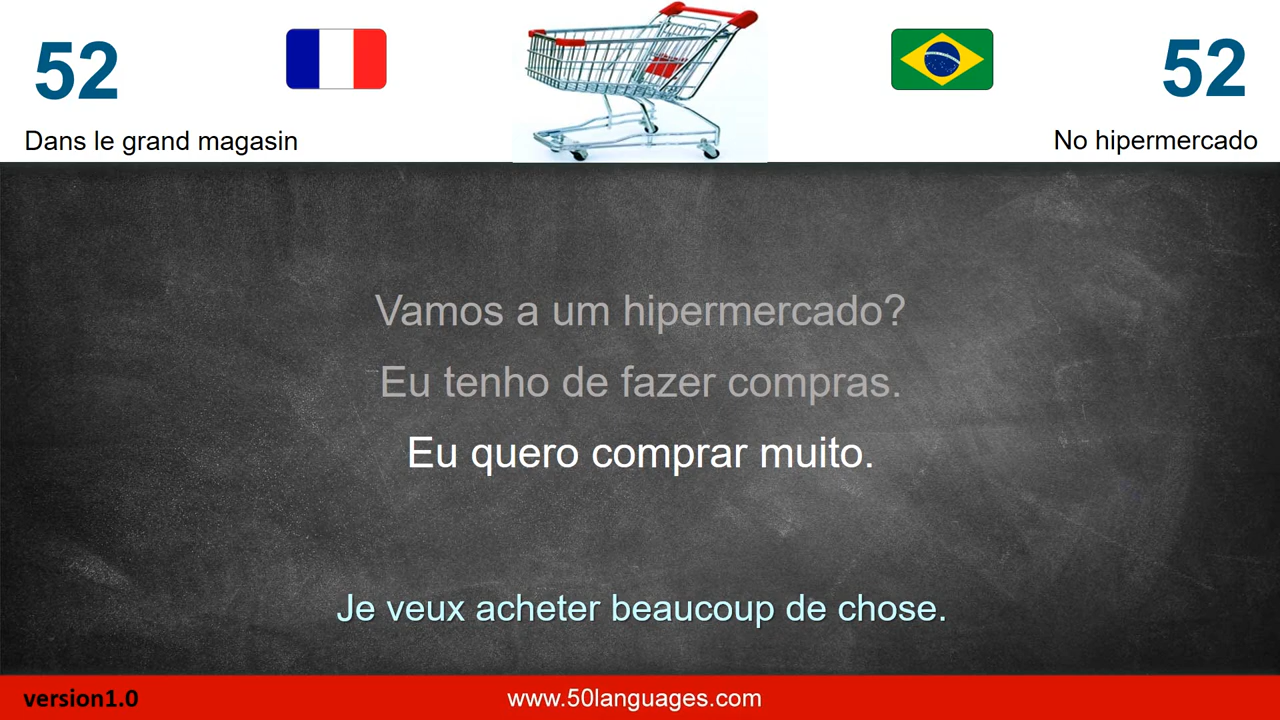 52
52
Dans le grand magasin
No hipermercado
Vamos a um hipermercado?
Eu tenho de fazer compras.
Eu quero comprar muito.
Je veux acheter beaucoup de chose.
version1.0
www.50languages.com